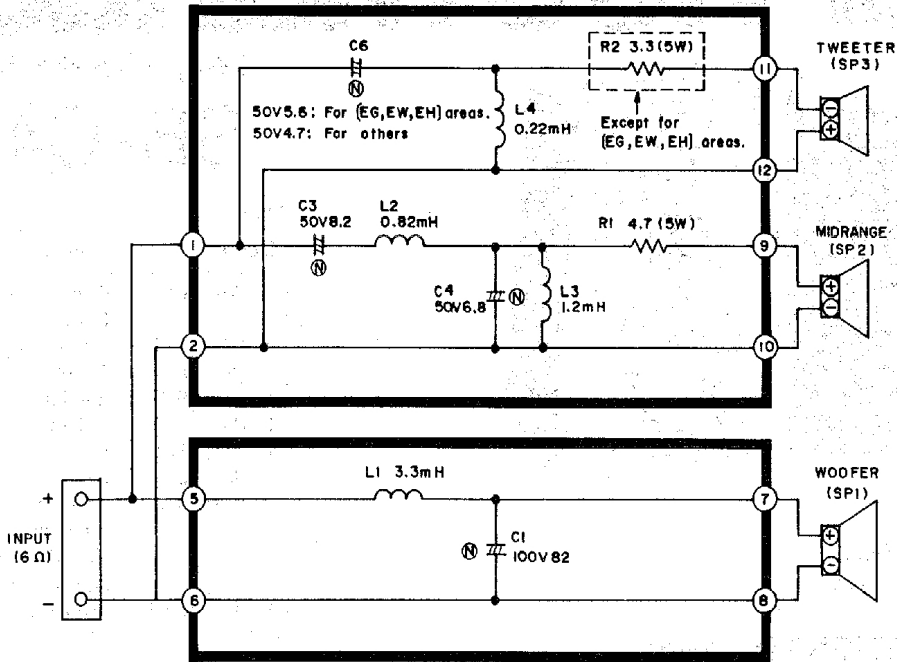 C6
N
50V5.6: For (EG,EW,EH) areas.
50V4.7: For others
L4
0.22mH
R2 3.3(5W)
Except for
(EG,EW,EH) areas.
11
12
TWEETER
(SP3)
-
+
1
C3
50V8.2
N
L2
0.82mH
C4
50V6.8
N
L3
1.2mH
R1 4.7 (5W)
9
10
MIDRANGE
(SP2)
+
-
2
INPUT
(6Ω)
+
-
5
L1 3.3mH
N
C1
100V82
6
7
8
WOOFER
(SP1)
+
-